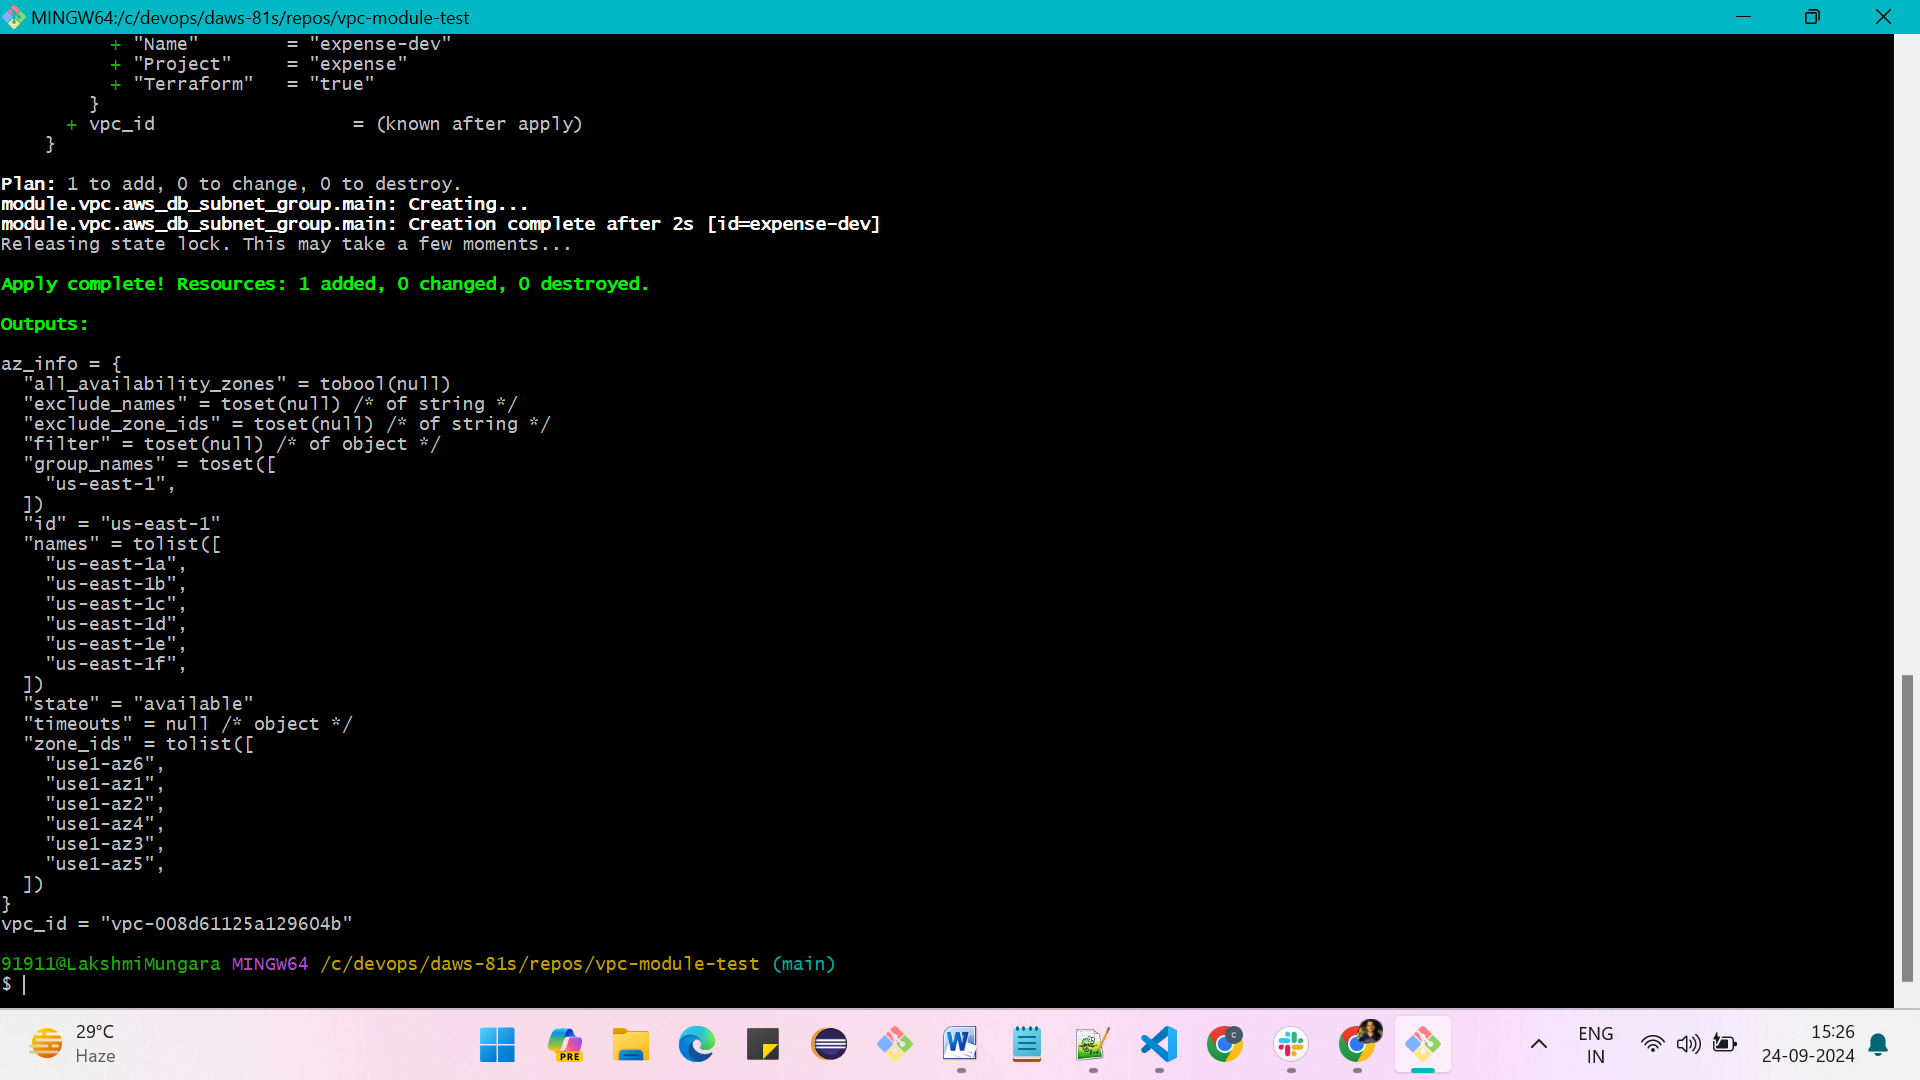 MINGW64:/c/devops/daws-81s/repos/vpc-module-test
+ "Name"        = "expense-dev"
+ "Project"     = "expense"
+ "Terraform"   = "true"
}
+ vpc_id                  = (known after apply)
}
Plan: 1 to add, 0 to change, 0 to destroy.
module.vpc.aws_db_subnet_group.main: Creating...
module.vpc.aws_db_subnet_group.main: Creation complete after 2s [id=expense-dev]
Releasing state lock. This may take a few moments...
Apply complete! Resources: 1 added, 0 changed, 0 destroyed.
Outputs:
az_info = {
"all_availability_zones" = tobool(null)
"exclude_names" = toset(null) /* of string */
"exclude_zone_ids" = toset(null) /* of string */
"filter" = toset(null) /* of object */
"group_names" = toset([
"us-east-1",
])
"id" = "us-east-1"
"names" = tolist([
"us-east-1a",
"us-east-1b",
"us-east-1c",
"us-east-1d",
"us-east-1e",
"us-east-1f",
])
"state" = "available"
"timeouts" = null /* object */
"zone_ids" = tolist([
"use1-az6",
"use1-az1",
"use1-az2",
"use1-az4",
"use1-az3",
"use1-az5",
])
}
vpc_id = "vpc-008d61125a129604b"
91911@LakshmiMungara MINGW64 /c/devops/daws-81s/repos/vpc-module-test (main)
$
29°C
Haze
PRE
ENG
IN
15:26
24-09-2024